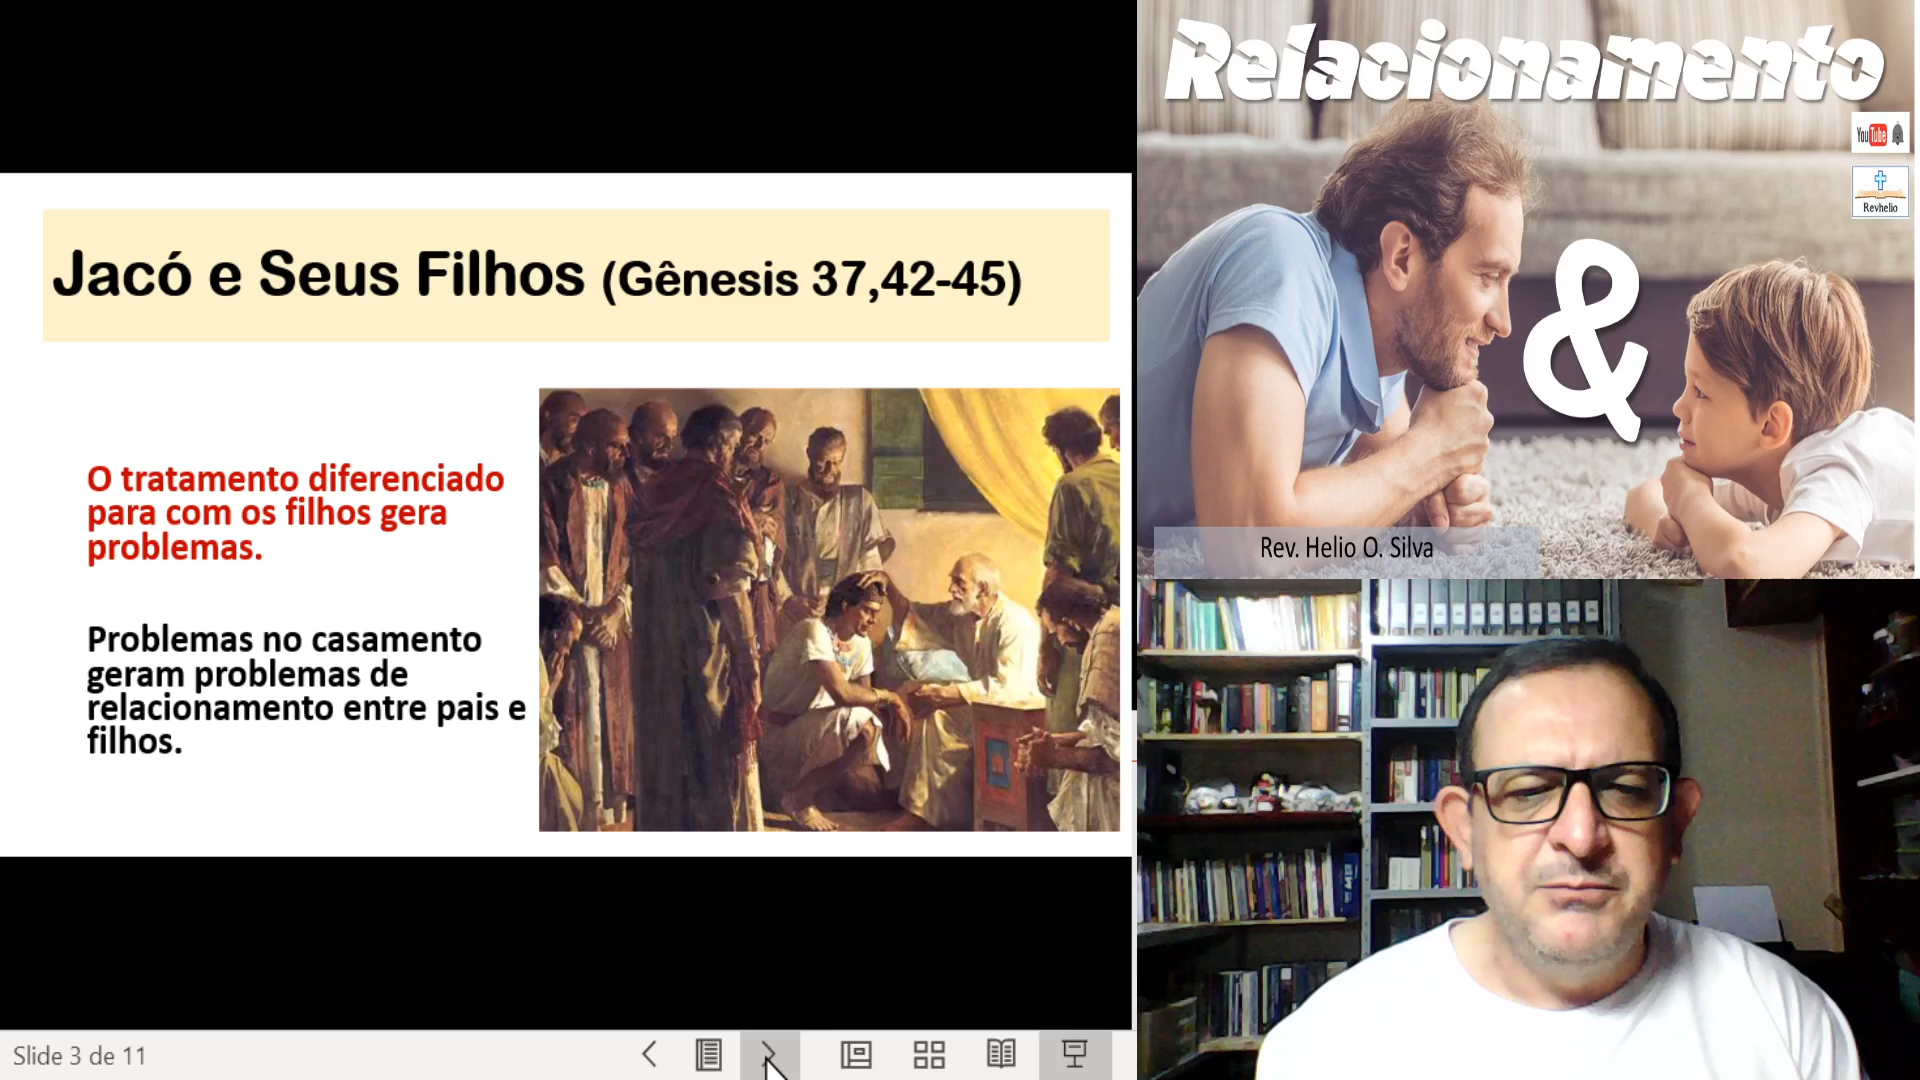 Jacó e Seus Filhos (Gênesis 37,42-45)
O tratamento diferenciado
para com os filhos gera
problemas.
Problemas no casamento
geram problemas de
relacionamento entre pais e
filhos.
Slide 3 de 11
Relacionamento
&
YouTube
Revhelio
Rev. Helio O. Silva